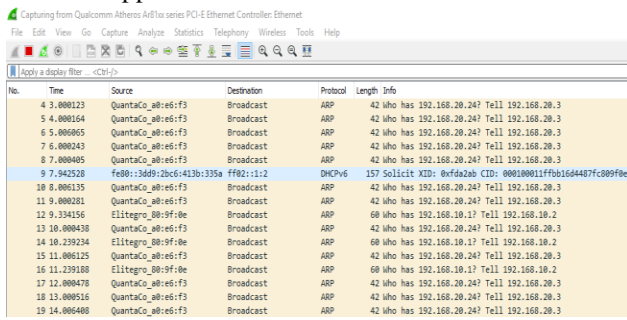 Capturing from Qualcomm Atheros Ar81xx series PCI-E Ethernet Controller: Ethernet
File Edit View Go Capture Analyze Statistics Telephony Wireless Tools Help
Apply a display filter ... <Ctrl-/>
No. Time Source Destination Protocol Length Info
4 3.000123 QuantaCo_a0:e6:f3 Broadcast ARP 42 Who has 192.168.20.24? Tell 192.168.20.3
5 4.000164 QuantaCo_a0:e6:f3 Broadcast ARP 42 Who has 192.168.20.24? Tell 192.168.20.3
6 5.006065 QuantaCo_a0:e6:f3 Broadcast ARP 42 Who has 192.168.20.24? Tell 192.168.20.3
7 6.000243 QuantaCo_a0:e6:f3 Broadcast ARP 42 Who has 192.168.20.24? Tell 192.168.20.3
8 7.000405 QuantaCo_a0:e6:f3 Broadcast ARP 42 Who has 192.168.20.24? Tell 192.168.20.3
9 7.942528 fe80::3dd9:2bc6:413b:335a ff02::1:2 DHCPv6 157 Solicit XID: 0xfda2ab CID: 000100011ffbb16d4487fc809f0e
10 8.006135 QuantaCo_a0:e6:f3 Broadcast ARP 42 Who has 192.168.20.24? Tell 192.168.20.3
11 9.000281 QuantaCo_a0:e6:f3 Broadcast ARP 42 Who has 192.168.20.24? Tell 192.168.20.3
12 9.334156 Elitegro_80:9f:0e Broadcast ARP 60 Who has 192.168.10.1? Tell 192.168.10.2
13 10.000438 QuantaCo_a0:e6:f3 Broadcast ARP 42 Who has 192.168.20.24? Tell 192.168.20.3
14 10.239234 Elitegro_80:9f:0e Broadcast ARP 60 Who has 192.168.10.1? Tell 192.168.10.2
15 11.006125 QuantaCo_a0:e6:f3 Broadcast ARP 42 Who has 192.168.20.24? Tell 192.168.20.3
16 11.239188 Elitegro_80:9f:0e Broadcast ARP 60 Who has 192.168.10.1? Tell 192.168.10.2
17 12.000478 QuantaCo_a0:e6:f3 Broadcast ARP 42 Who has 192.168.20.24? Tell 192.168.20.3
18 13.000516 QuantaCo_a0:e6:f3 Broadcast ARP 42 Who has 192.168.20.24? Tell 192.168.20.3
19 14.006408 QuantaCo_a0:e6:f3 Broadcast ARP 42 Who has 192.168.20.24? Tell 192.168.20.3